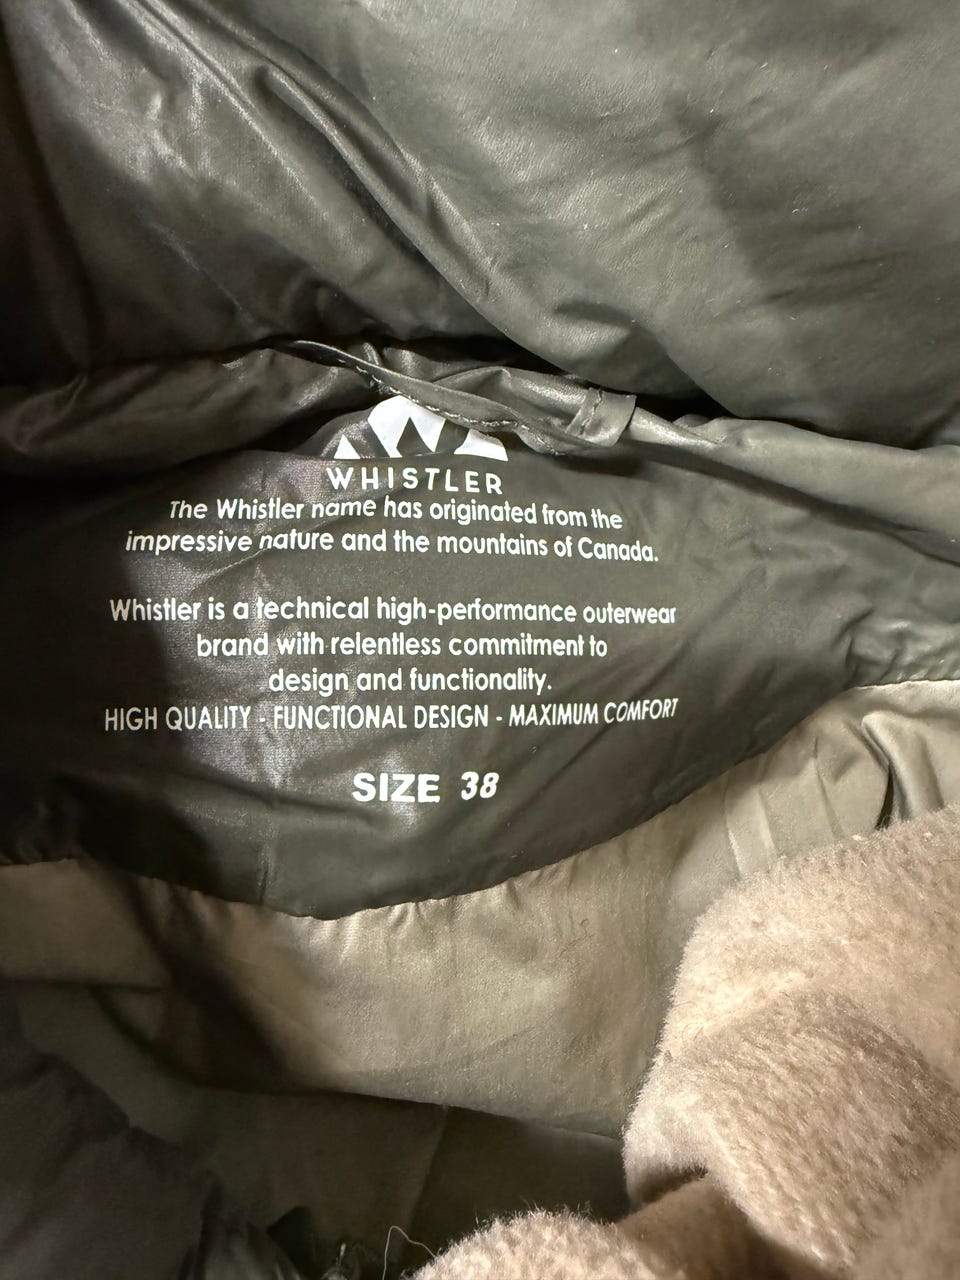 WHISTLER
The Whistler name has originated from the
impressive nature and the mountains of Canada.
Whistler is a technical high-performance outerwear
brand with relentless commitment to
design and functionality.
HIGH QUALITY - FUNCTIONAL DESIGN - MAXIMUM COMFORT
SIZE 38